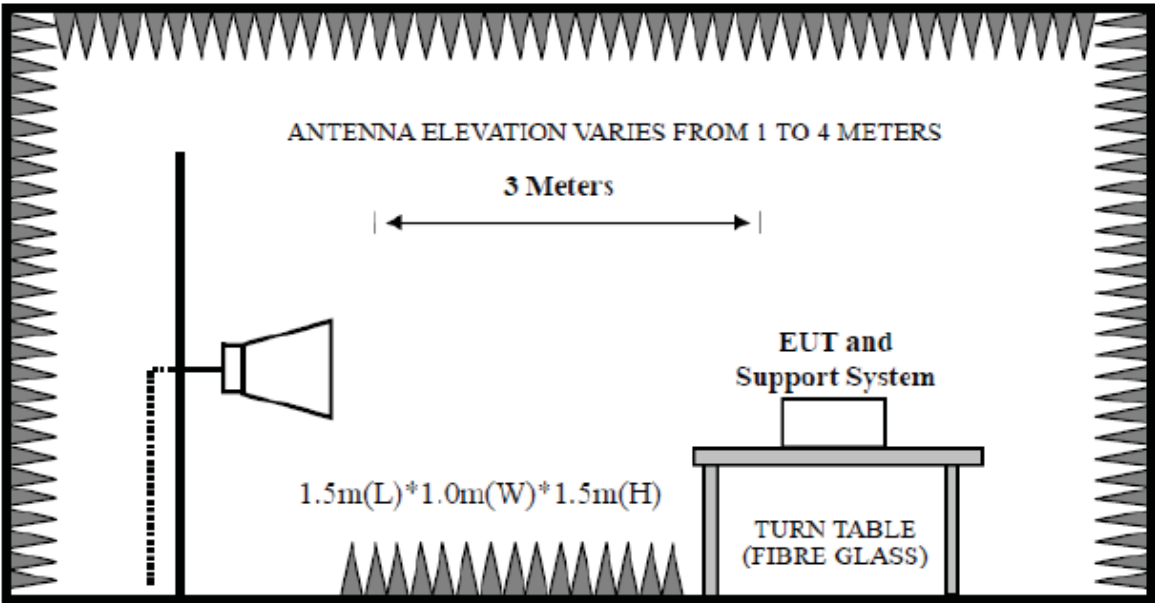 ANTENNA ELEVATION VARIES FROM 1 TO 4 METERS
3 Meters
EUT and
Support System
1.5m(L)*1.0m(W)*1.5m(H)
TURN TABLE
(FIBRE GLASS)